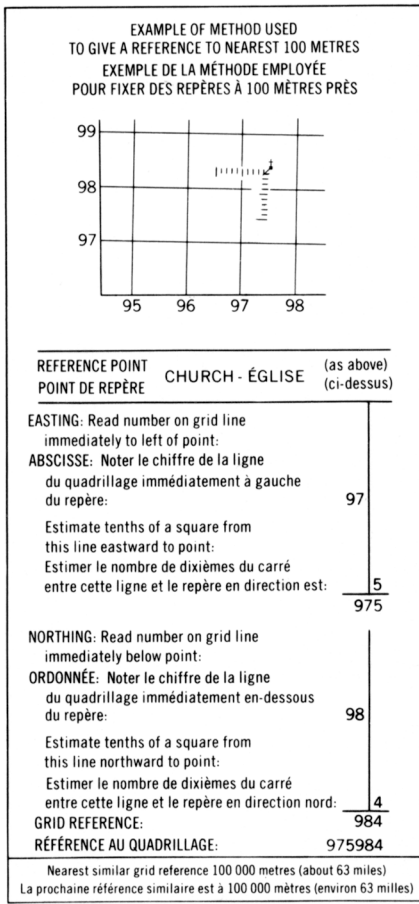 EXAMPLE OF METHOD USED
TO GIVE A REFERENCE TO NEAREST 100 METRES
EXEMPLE DE LA MÉTHODE EMPLOYÉE
POUR FIXER DES REPÈRES À 100 MÈTRES PRÈS
99
98
97
95 96 97 98
REFERENCE POINT
POINT DE REPÈRE
CHURCH - ÉGLISE
(as above)
(ci-dessus)
EASTING: Read number on grid line
immediately to left of point:
ABSCISSE: Noter le chiffre de la ligne
du quadrillage immédiatement à gauche
du repère: 97
Estimate tenths of a square from
this line eastward to point:
Estimer le nombre de dixièmes du carré
entre cette ligne et le repère en direction est: 5
975
NORTHING: Read number on grid line
immediately below point:
ORDONNÉE: Noter le chiffre de la ligne
du quadrillage immédiatement en-dessous
du repère: 98
Estimate tenths of a square from
this line northward to point:
Estimer le nombre de dixièmes du carré
entre cette ligne et le repère en direction nord: 4
GRID REFERENCE: 984
RÉFÉRENCE AU QUADRILLAGE: 975984
Nearest similar grid reference 100 000 metres (about 63 miles)
La prochaine référence similaire est à 100 000 mètres (environ 63 milles)